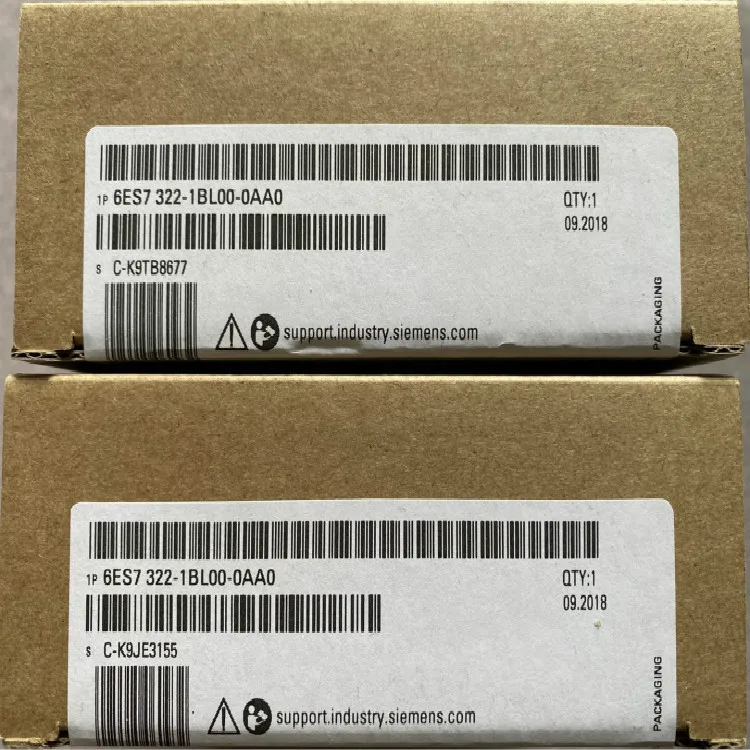 1P 6ES7 322-1BL00-0AA0
QTY:1
09.2018
S C-K9TB8677
support.industry.siemens.com
PACKAGING
1P 6ES7 322-1BL00-0AA0
QTY:1
09.2018
S C-K9JE3155
support.industry.siemens.com
PACKAGING